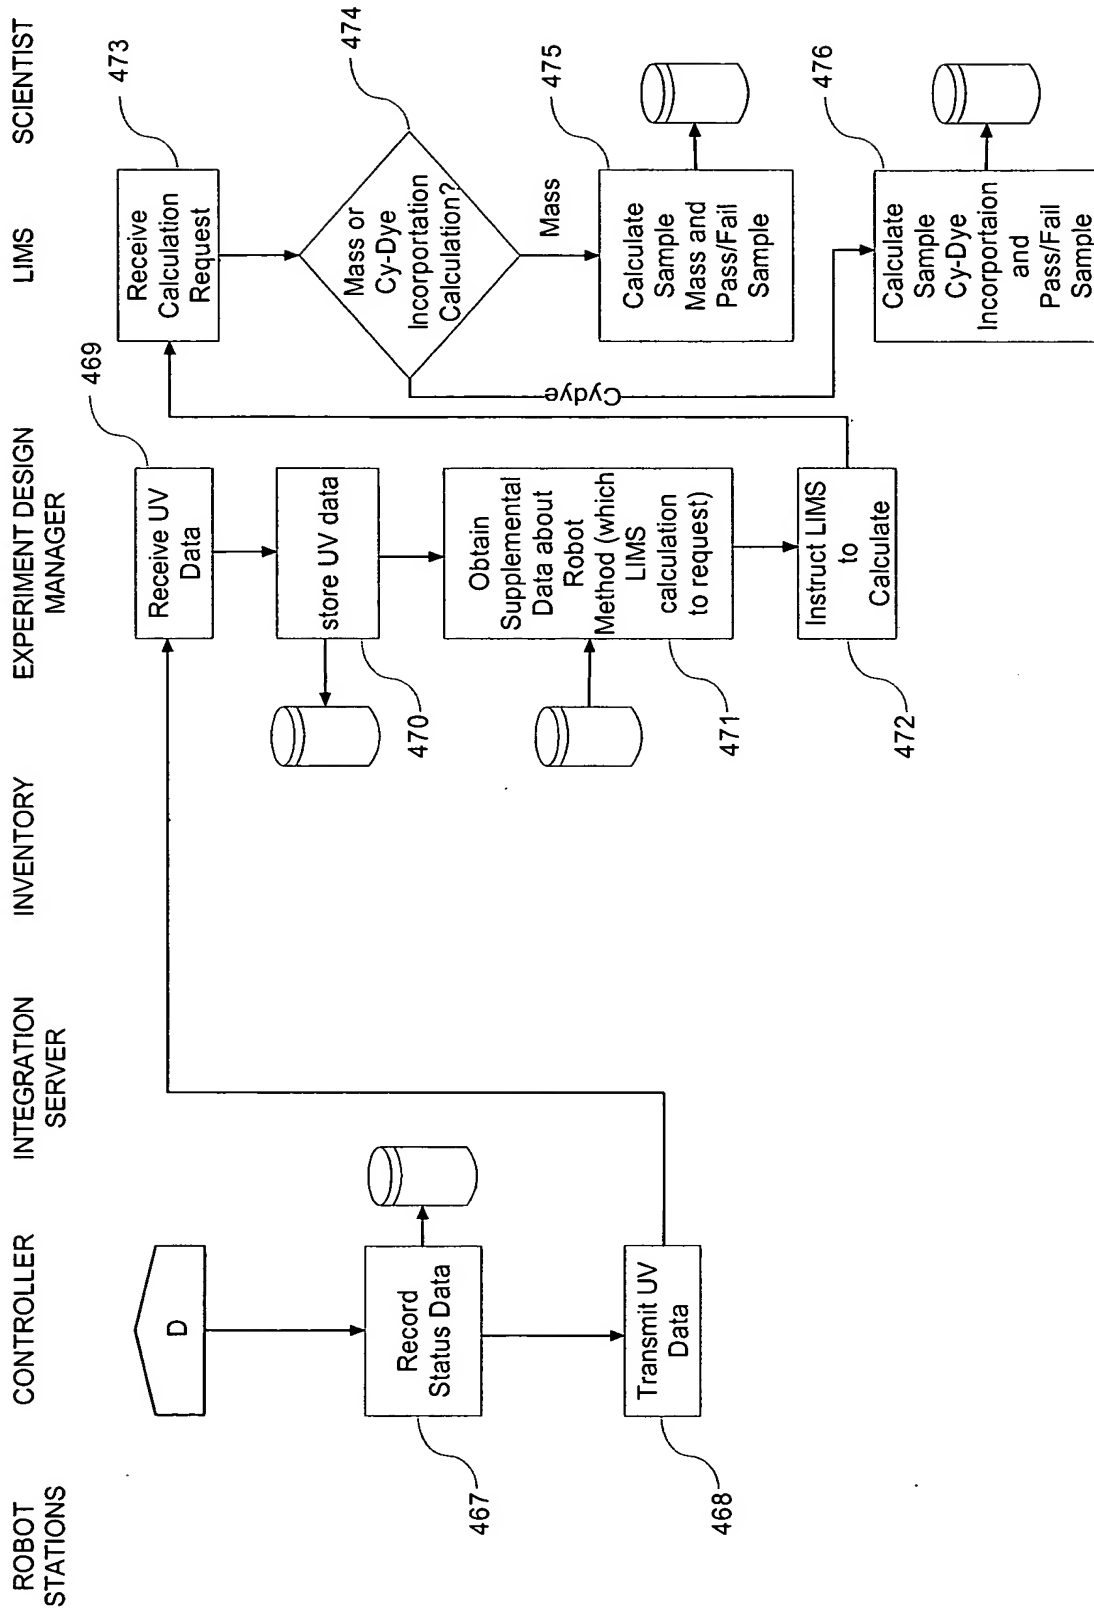 ROBOT
STATIONS
CONTROLLER
INTEGRATION
SERVER
INVENTORY
EXPERIMENT DESIGN
MANAGER
LIMS
SCIENTIST
D
Record
Status Data
467
Transmit UV
Data
468
Receive UV
Data
469
store UV data
470
Obtain
Supplemental
Data about
Robot
Method (which
LIMS
calculation
to request)
471
Instruct LIMS
to
Calculate
472
Receive
Calculation
Request
473
Mass or
Cy-Dye
Incorportation
Calculation?
474
Mass
Cydye
Calculate
Sample
Mass and
Pass/Fail
Sample
475
Calculate
Sample
Cy-Dye
Incorportaion
and
Pass/Fail
Sample
476